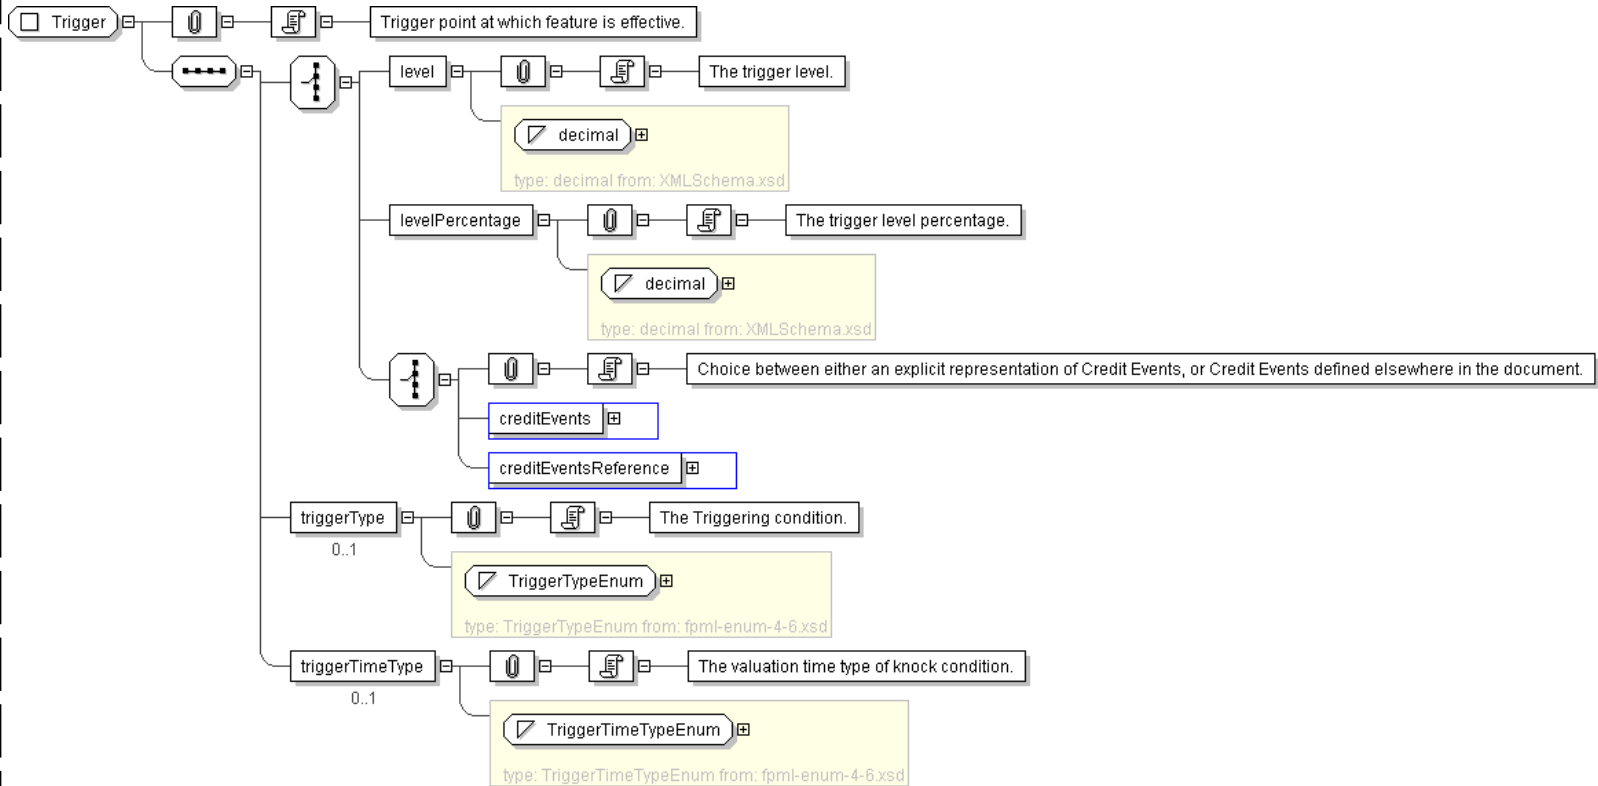 Trigger
Trigger point at which feature is effective.
level
The trigger level.
decimal
type: decimal from: XMLSchema.xsd
levelPercentage
The trigger level percentage.
decimal
type: decimal from: XMLSchema.xsd
Choice between either an explicit representation of Credit Events, or Credit Events defined elsewhere in the document.
creditEvents
creditEventsReference
triggerType
The Triggering condition.
0..1
TriggerTypeEnum
type: TriggerTypeEnum from: fpml-enum-4-6.xsd
triggerTimeType
The valuation time type of knock condition.
0..1
TriggerTimeTypeEnum
type: TriggerTimeTypeEnum from: fpml-enum-4-6.xsd